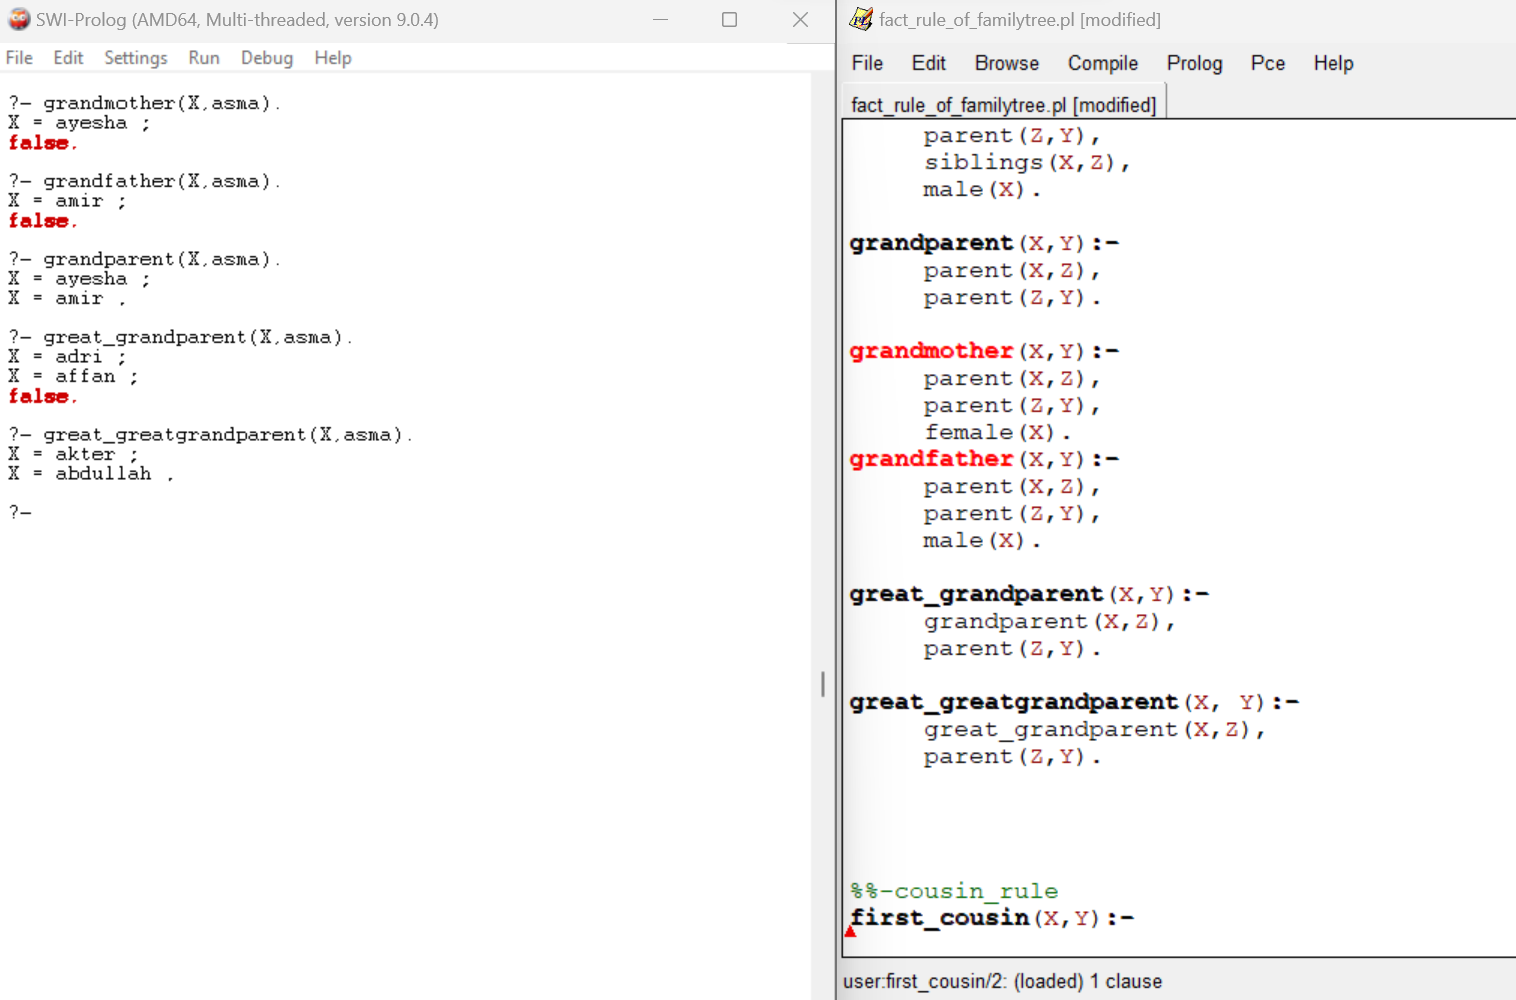 SWI-Prolog (AMD64, Multi-threaded, version 9.0.4)
File Edit Settings Run Debug Help
?- grandmother(X,asma).
X = ayesha ;
false.
?- grandfather(X,asma).
X = amir ;
false.
?- grandparent(X,asma).
X = ayesha ;
X = amir .
?- great_grandparent(X,asma).
X = adri ;
X = affan ;
false.
?- great_greatgrandparent(X,asma).
X = akter ;
X = abdullah .
?-
fact_rule_of_familytree.pl [modified]
File Edit Browse Compile Prolog Pce Help
fact_rule_of_familytree.pl [modified]
parent(Z,Y),
siblings(X,Z),
male(X).
grandparent(X,Y):-
parent(X,Z),
parent(Z,Y).
grandmother(X,Y):-
parent(X,Z),
parent(Z,Y),
female(X).
grandfather(X,Y):-
parent(X,Z),
parent(Z,Y),
male(X).
great_grandparent(X,Y):-
grandparent(X,Z),
parent(Z,Y).
great_greatgrandparent(X, Y):-
great_grandparent(X,Z),
parent(Z,Y).
%%-cousin_rule
first_cousin(X,Y):-
user:first_cousin/2: (loaded) 1 clause